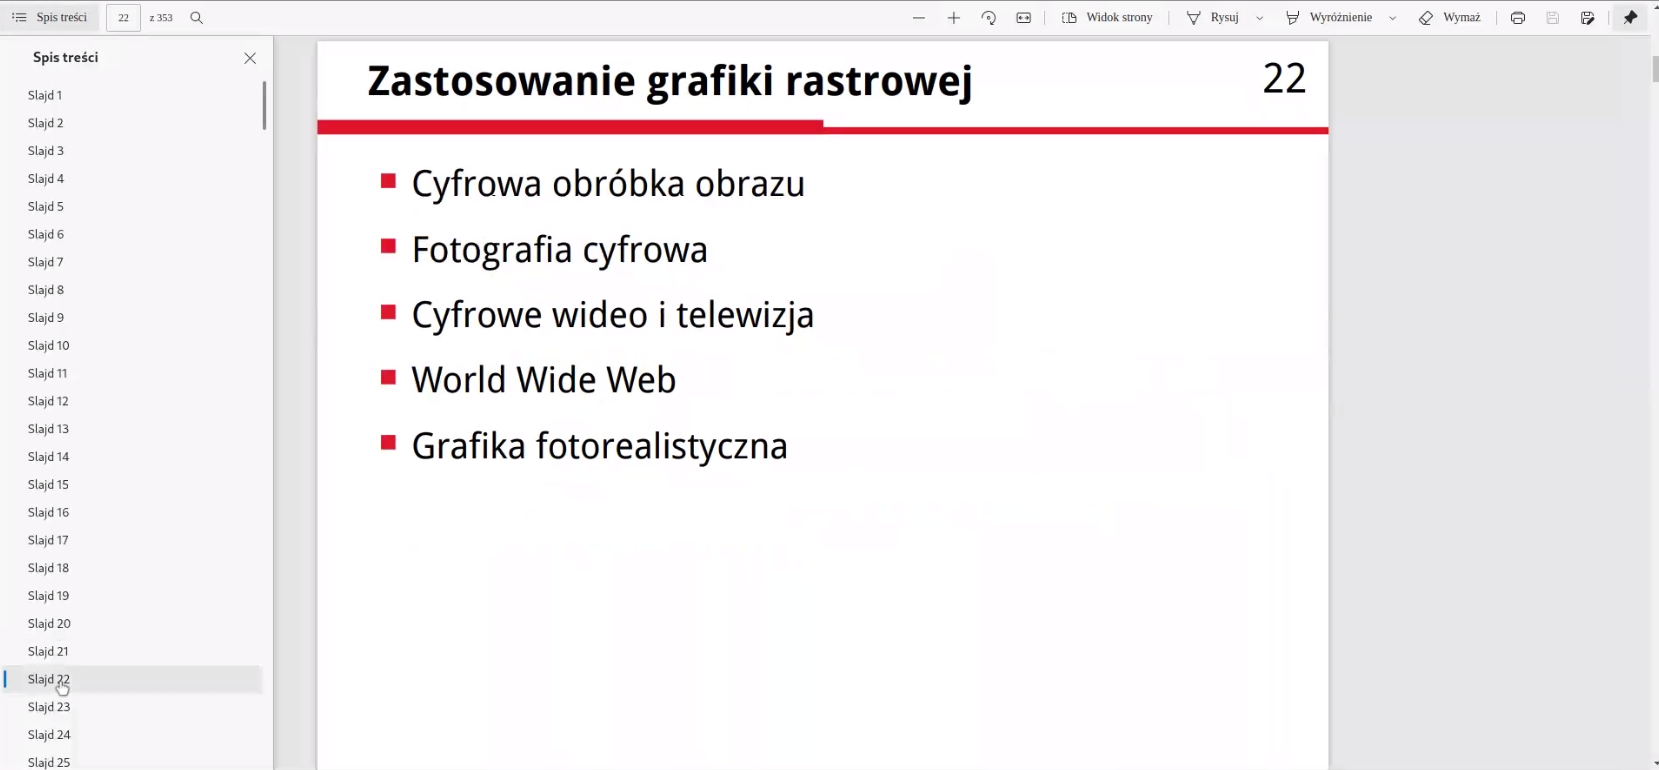 Spis treści 22 z 353 Widok strony Rysuj Wyróżnienie Wymaż
Spis treści
Slajd 1
Slajd 2
Slajd 3
Slajd 4
Slajd 5
Slajd 6
Slajd 7
Slajd 8
Slajd 9
Slajd 10
Slajd 11
Slajd 12
Slajd 13
Slajd 14
Slajd 15
Slajd 16
Slajd 17
Slajd 18
Slajd 19
Slajd 20
Slajd 21
Slajd 22
Slajd 23
Slajd 24
Slajd 25
Zastosowanie grafiki rastrowej 22
Cyfrowa obróbka obrazu
Fotografia cyfrowa
Cyfrowe wideo i telewizja
World Wide Web
Grafika fotorealistyczna